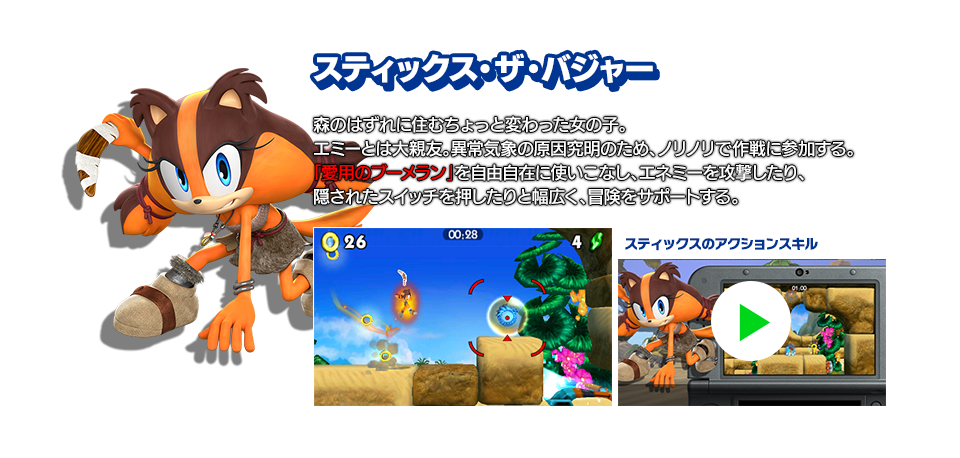 スティックス・ザ・バジャー
森のはずれに住むちょっと変わった女の子。
エミーとは大親友。異常気象の原因究明のため、ノリノリで作戦に参加する。
「愛用のブーメラン」を自由自在に使いこなし、エネミーを攻撃したり、
隠されたスイッチを押したりと幅広く、冒険をサポートする。
26
00:28
4
スティックスのアクションスキル
01:00